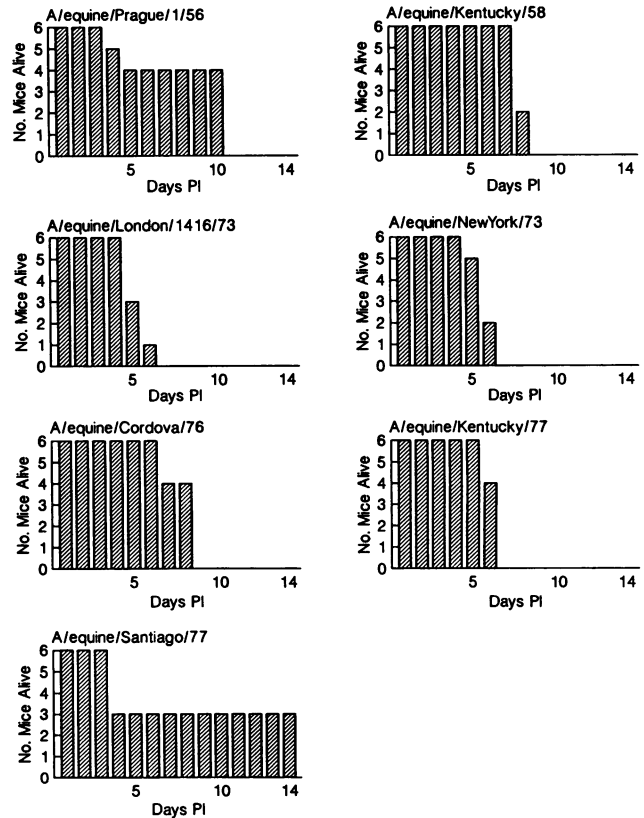 A/equine/Prague/1/56
No. Mice Alive
6
5
4
3
2
1
0
5 10 14
Days PI
A/equine/Kentucky/58
No. Mice Alive
6
5
4
3
2
1
0
5 10 14
Days PI
A/equine/London/1416/73
No. Mice Alive
6
5
4
3
2
1
0
5 10 14
Days PI
A/equine/NewYork/73
No. Mice Alive
6
5
4
3
2
1
0
5 10 14
Days PI
A/equine/Cordova/76
No. Mice Alive
6
5
4
3
2
1
0
5 10 14
Days PI
A/equine/Kentucky/77
No. Mice Alive
6
5
4
3
2
1
0
5 10 14
Days PI
A/equine/Santiago/77
No. Mice Alive
6
5
4
3
2
1
0
5 10 14
Days PI